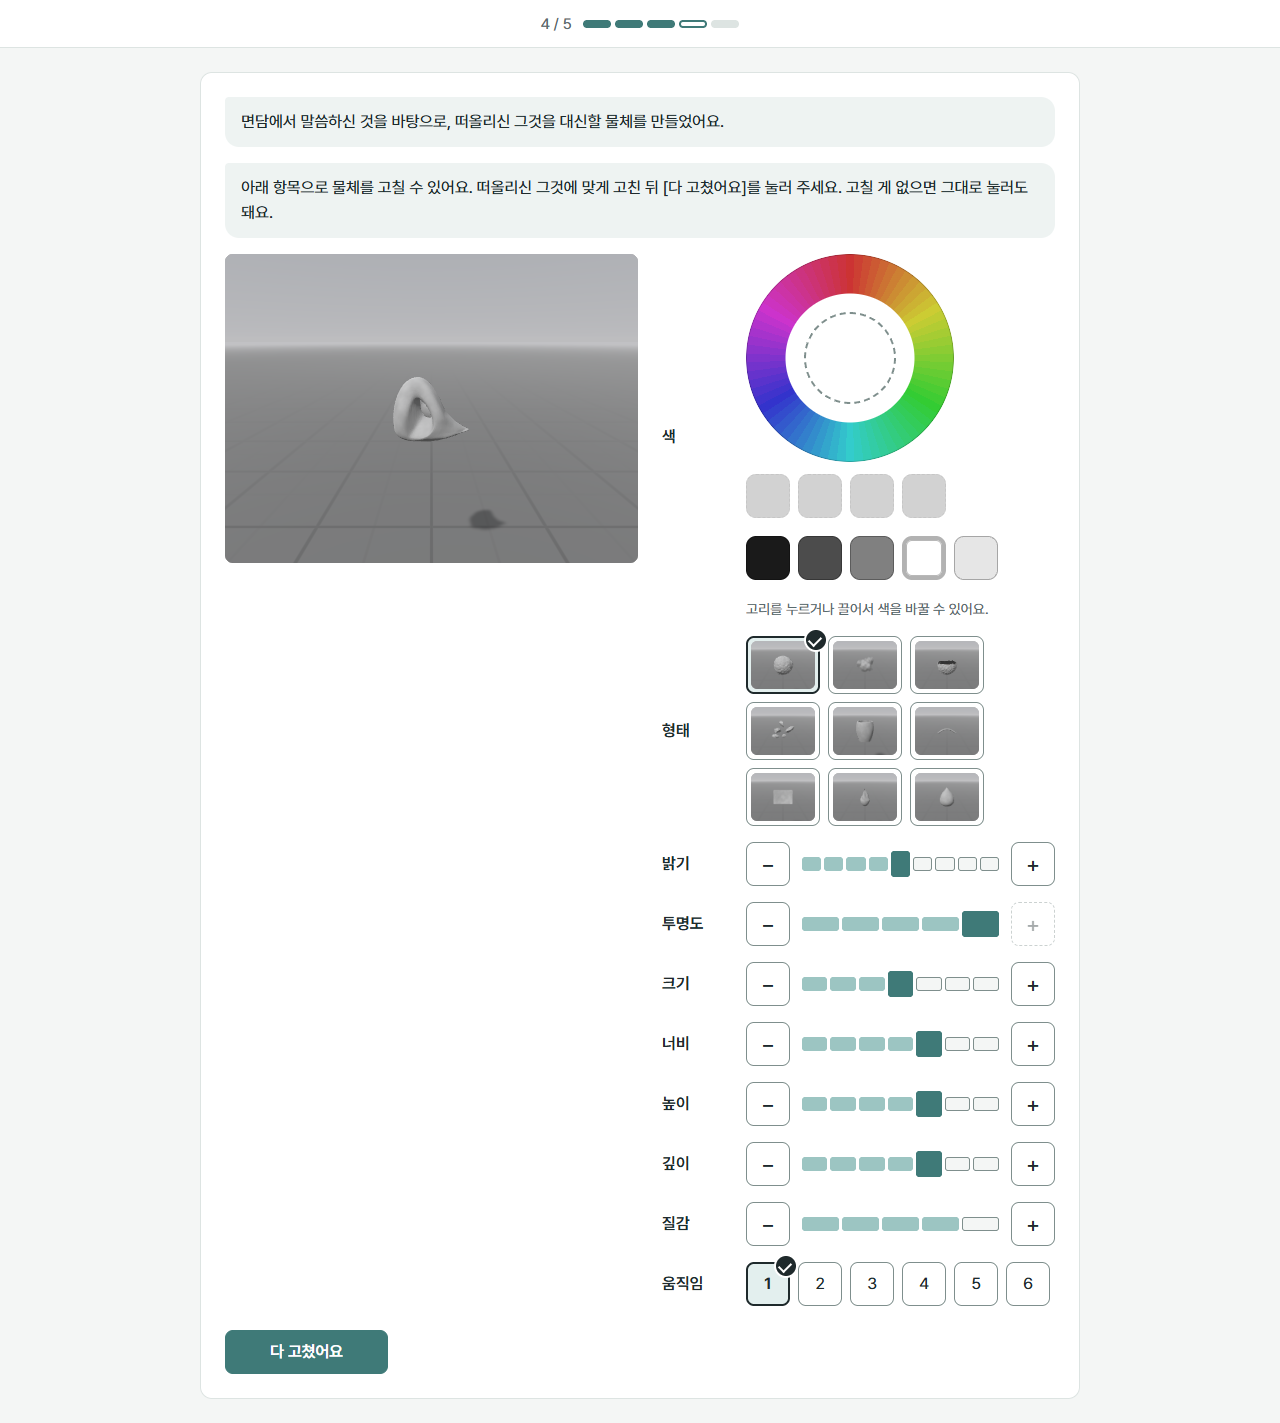 4 / 5
면담에서 말씀하신 것을 바탕으로, 떠올리신 그것을 대신할 물체를 만들었어요.
아래 항목으로 물체를 고칠 수 있어요. 떠올리신 그것에 맞게 고친 뒤 [다 고쳤어요]를 눌러 주세요. 고칠 게 없으면 그대로 눌러도
돼요.
색
고리를 누르거나 끌어서 색을 바꿀 수 있어요.
형태
밝기
− +
투명도
− +
크기
− +
너비
− +
높이
− +
깊이
− +
질감
− +
움직임
1 2 3 4 5 6
다 고쳤어요